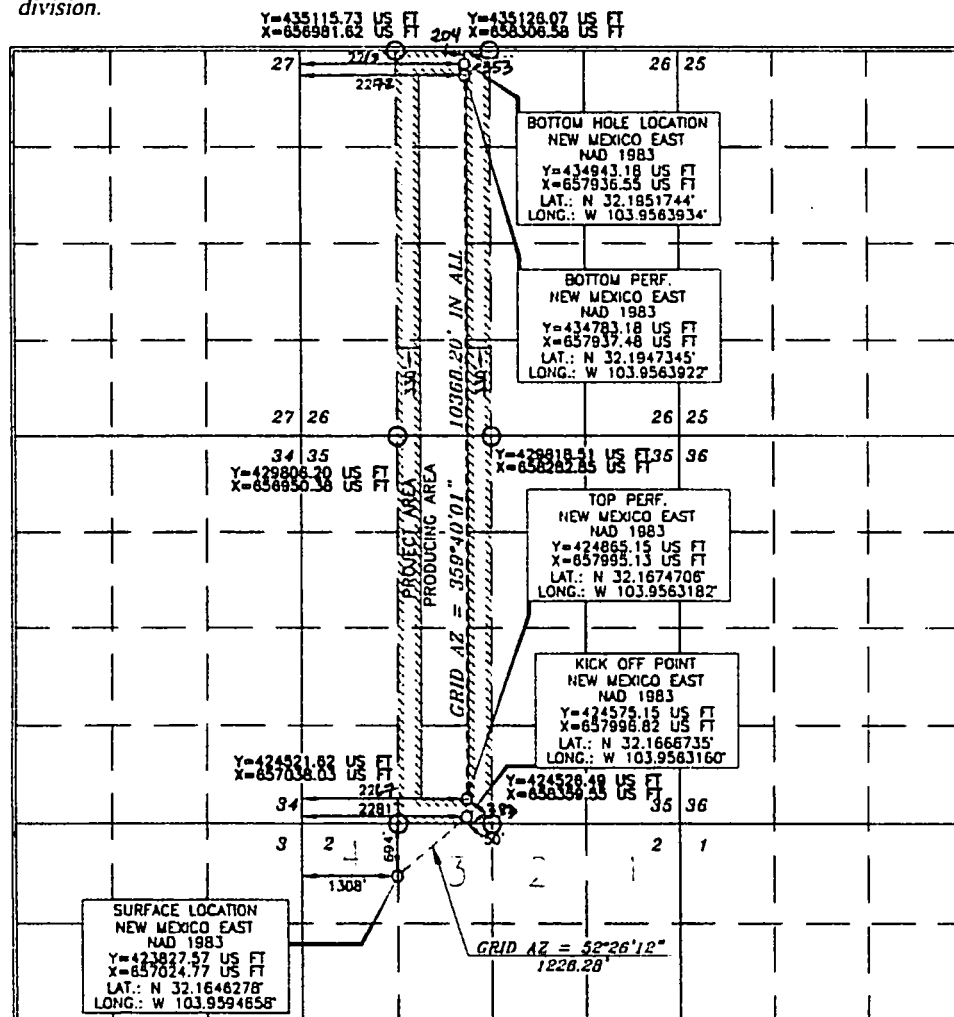 division.
Y=435115.73 US FT
X=656981.62 US FT
Y=435126.07 US FT
X=658306.58 US FT
204
27
353
26 25
BOTTOM HOLE LOCATION
NEW MEXICO EAST
NAD 1983
Y=434943.18 US FT
X=657936.55 US FT
LAT.: N 32.1951744°
LONG.: W 103.9563934°
BOTTOM PERF.
NEW MEXICO EAST
NAD 1983
Y=434783.18 US FT
X=657937.48 US FT
LAT.: N 32.1947345°
LONG.: W 103.9563922°
330
330
GRID AZ = 359°40'01" 10368.20' IN ALL
PROJECT AREA
PRODUCING AREA
27 26
34 35
26 25
35 36
Y=429806.20 US FT
X=656950.38 US FT
Y=429818.51 US FT
X=658282.85 US FT
TOP PERF.
NEW MEXICO EAST
NAD 1983
Y=424865.15 US FT
X=657995.13 US FT
LAT.: N 32.1674706°
LONG.: W 103.9563182°
KICK OFF POINT
NEW MEXICO EAST
NAD 1983
Y=424575.15 US FT
X=657996.82 US FT
LAT.: N 32.1666735°
LONG.: W 103.9563160°
Y=424521.82 US FT
X=657038.03 US FT
Y=424526.49 US FT
X=658359.55 US FT
34
2281
50'
35 36
3 2
2 1
694'
1308'
4 3 2 1
SURFACE LOCATION
NEW MEXICO EAST
NAD 1983
Y=423827.57 US FT
X=657024.77 US FT
LAT.: N 32.1646278°
LONG.: W 103.9594658°
GRID AZ = 52°26'12"
1226.28'